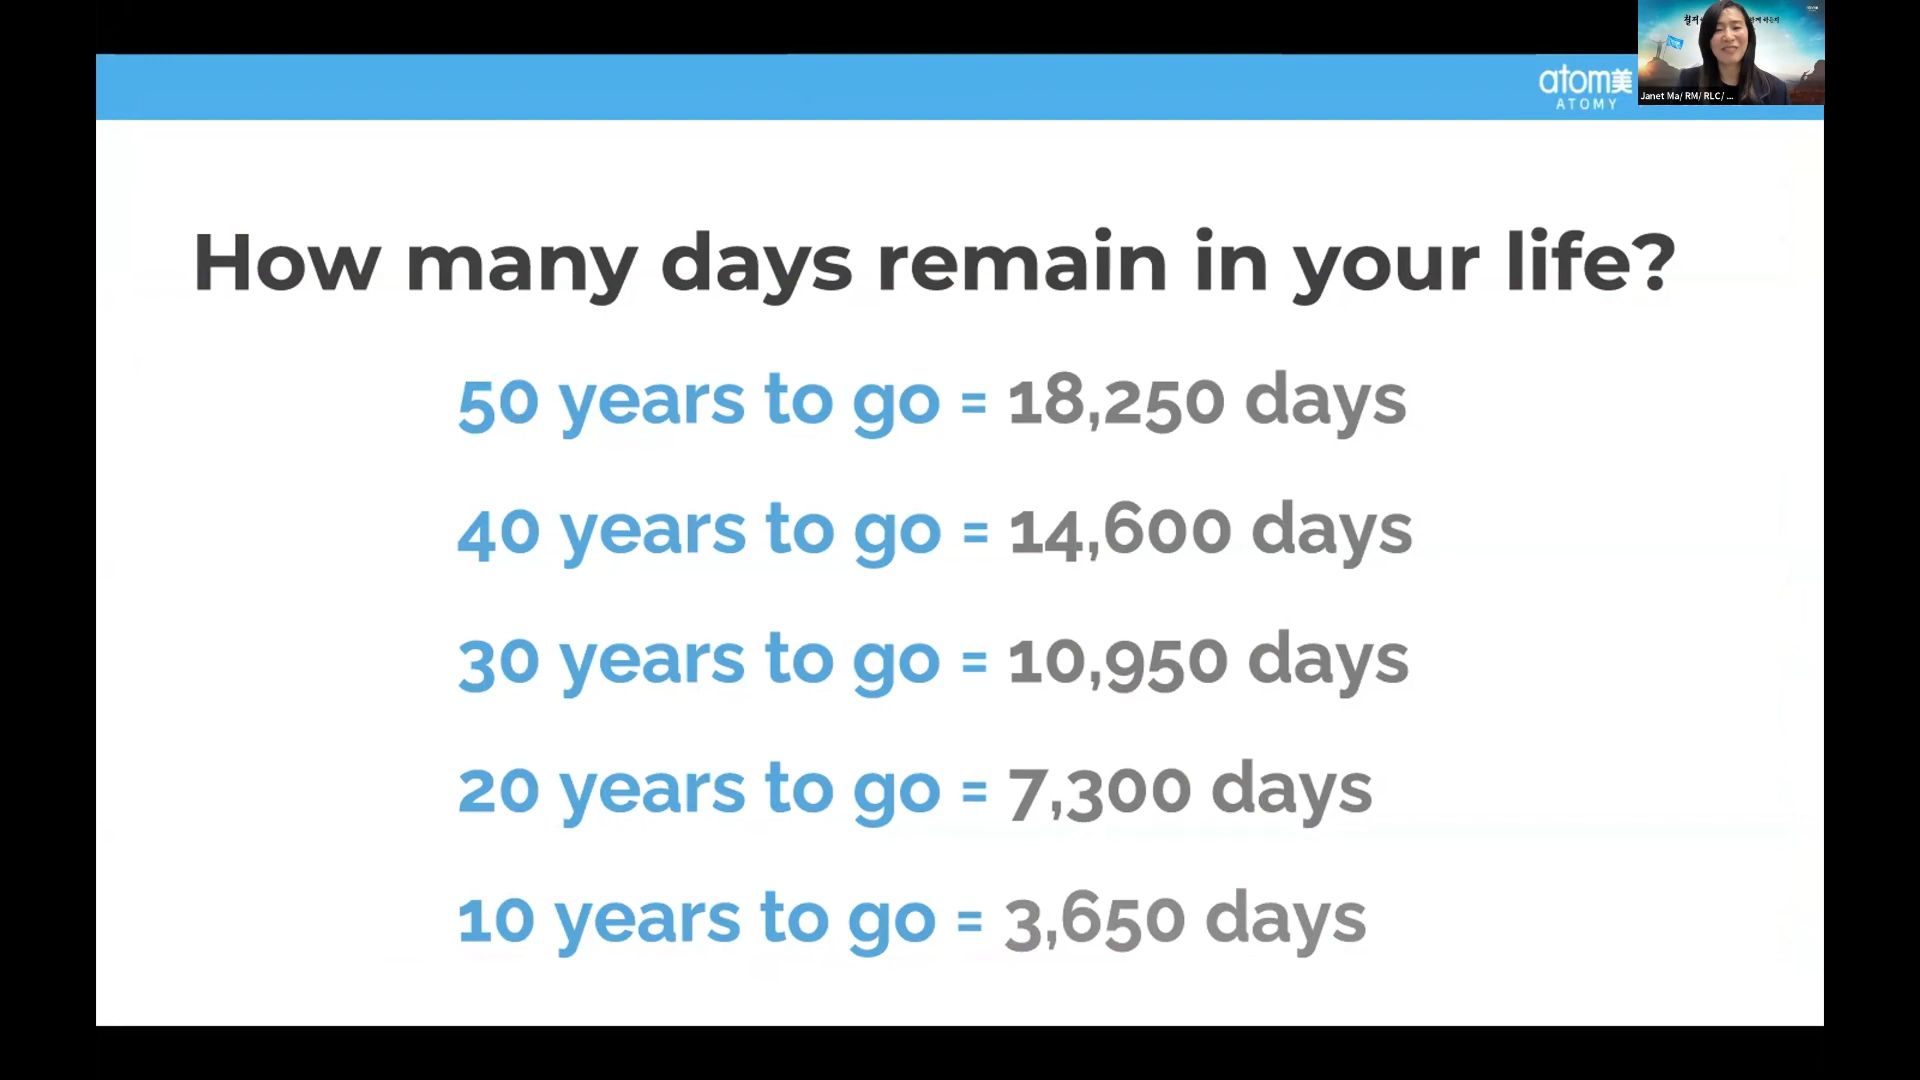 atom美
ATOMY
Janet Ma/ RM/ RLC/ ...
How many days remain in your life?
50 years to go = 18,250 days
40 years to go = 14,600 days
30 years to go = 10,950 days
20 years to go = 7,300 days
10 years to go = 3,650 days